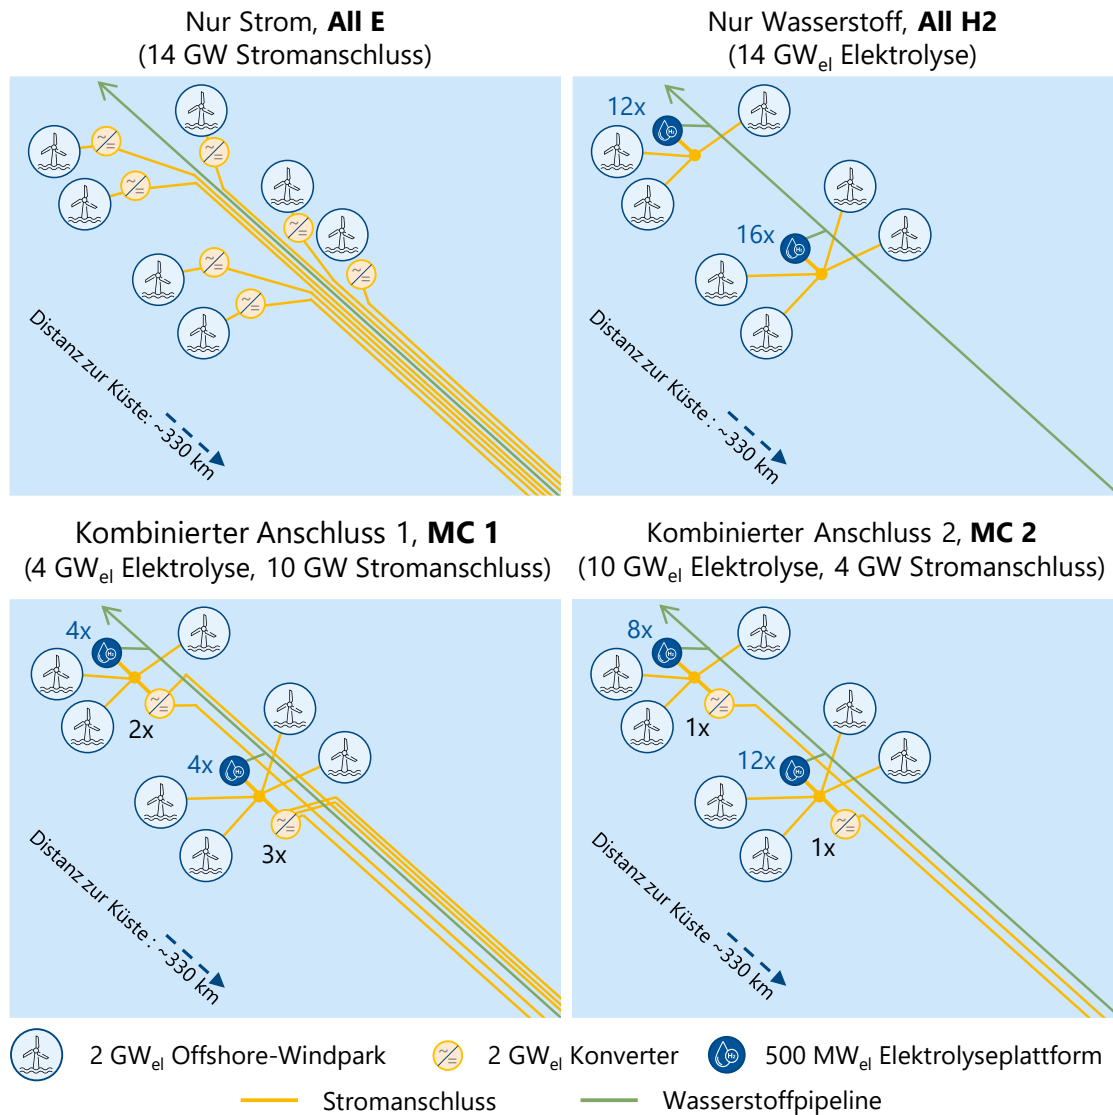 Nur Strom, All E
(14 GW Stromanschluss)
Nur Wasserstoff, All H2
(14 GWel Elektrolyse)
12x
16x
Distanz zur Küste: ~330 km
Distanz zur Küste : ~330 km
Kombinierter Anschluss 1, MC 1
(4 GWel Elektrolyse, 10 GW Stromanschluss)
Kombinierter Anschluss 2, MC 2
(10 GWel Elektrolyse, 4 GW Stromanschluss)
4x
2x
4x
3x
Distanz zur Küste : ~330 km
8x
1x
12x
1x
Distanz zur Küste ~330 km
2 GWel Offshore-Windpark
2 GWel Konverter
H₂
500 MWel Elektrolyseplattform
Stromanschluss
Wasserstoffpipeline